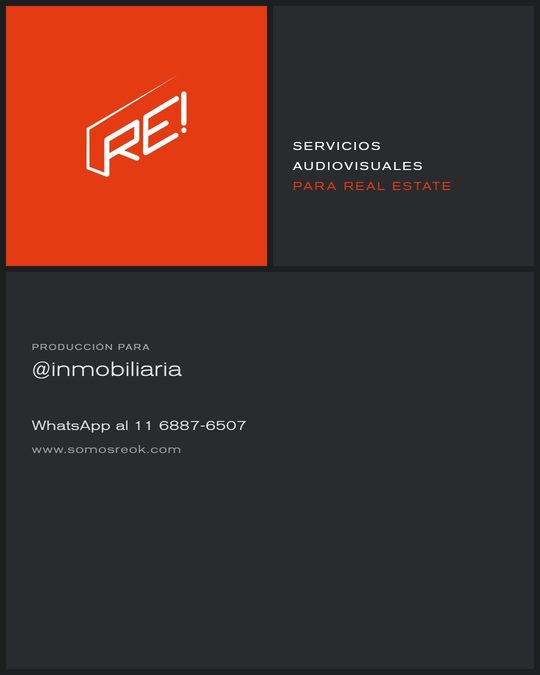 RE!
SERVICIOS
AUDIOVISUALES
PARA REAL ESTATE
PRODUCCIÓN PARA
@inmobiliaria
WhatsApp al 11 6887-6507
www.somosreok.com